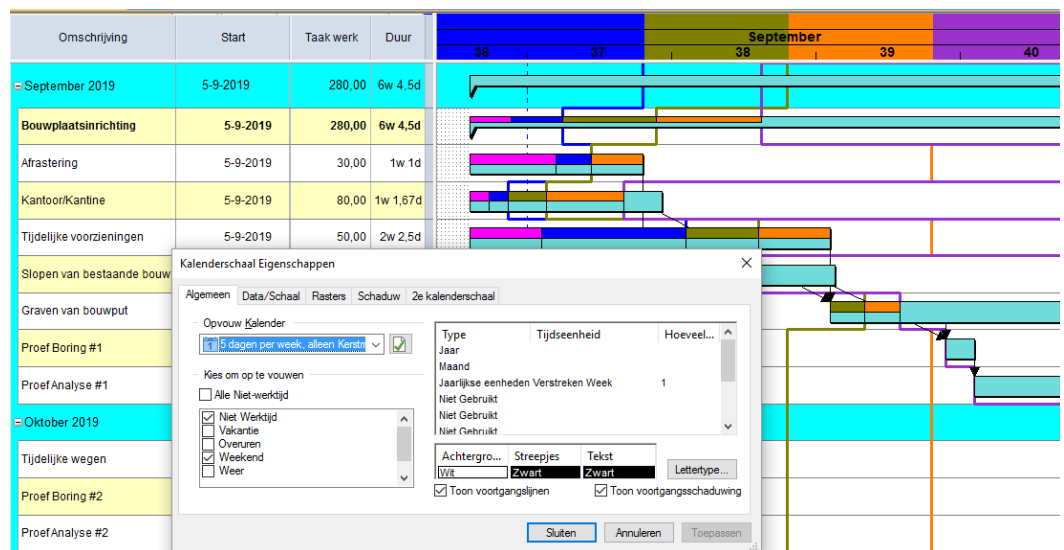 Omschrijving Start Taak werk Duur
September
36 37 38 39 40
September 2019 5-9-2019 280,00 6w 4,5d
Bouwplaatsinrichting 5-9-2019 280,00 6w 4,5d
Afrastering 5-9-2019 30,00 1w 1d
Kantoor/Kantine 5-9-2019 80,00 1w 1,67d
Tijdelijke voorzieningen 5-9-2019 50,00 2w 2,5d
Slopen van bestaande bouw
Graven van bouwput
Proef Boring #1
Proef Analyse #1
Oktober 2019
Tijdelijke wegen
Proef Boring #2
Proef Analyse #2
Kalenderschaal Eigenschappen
Algemeen Data/Schaal Rasters Schaduw 2e kalenderschaal
Opvouw Kalender
5 dagen per week, alleen Kerstm
Kies om op te vouwen
Alle Niet-werktijd
Niet Werktijd
Vakantie
Overuren
Weekend
Weer
Type Tijdseenheid Hoeveel...
Jaar
Maand
Jaarlijkse eenheden Verstreken Week 1
Niet Gebruikt
Niet Gebruikt
Niet Gebruikt
Achtergro... Streepjes Tekst
Wit Zwart Zwart
Lettertype...
Toon voortgangslijnen Toon voortgangsschaduwing
Sluiten Annuleren Toepassen